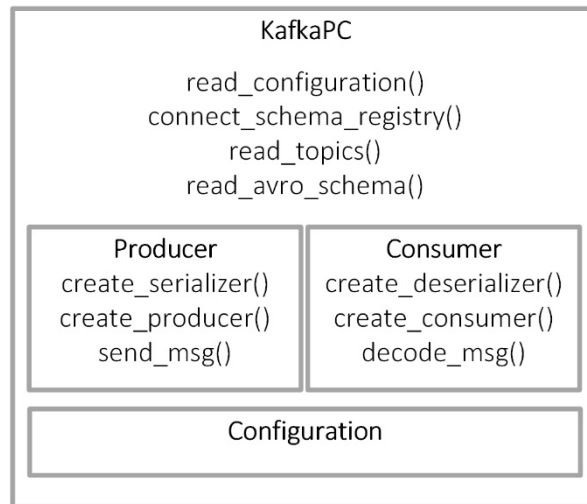 KafkaPC
read_configuration()
connect_schema_registry()
read_topics()
read_avro_schema()
Producer
create_serializer()
create_producer()
send_msg()
Consumer
create_deserializer()
create_consumer()
decode_msg()
Configuration